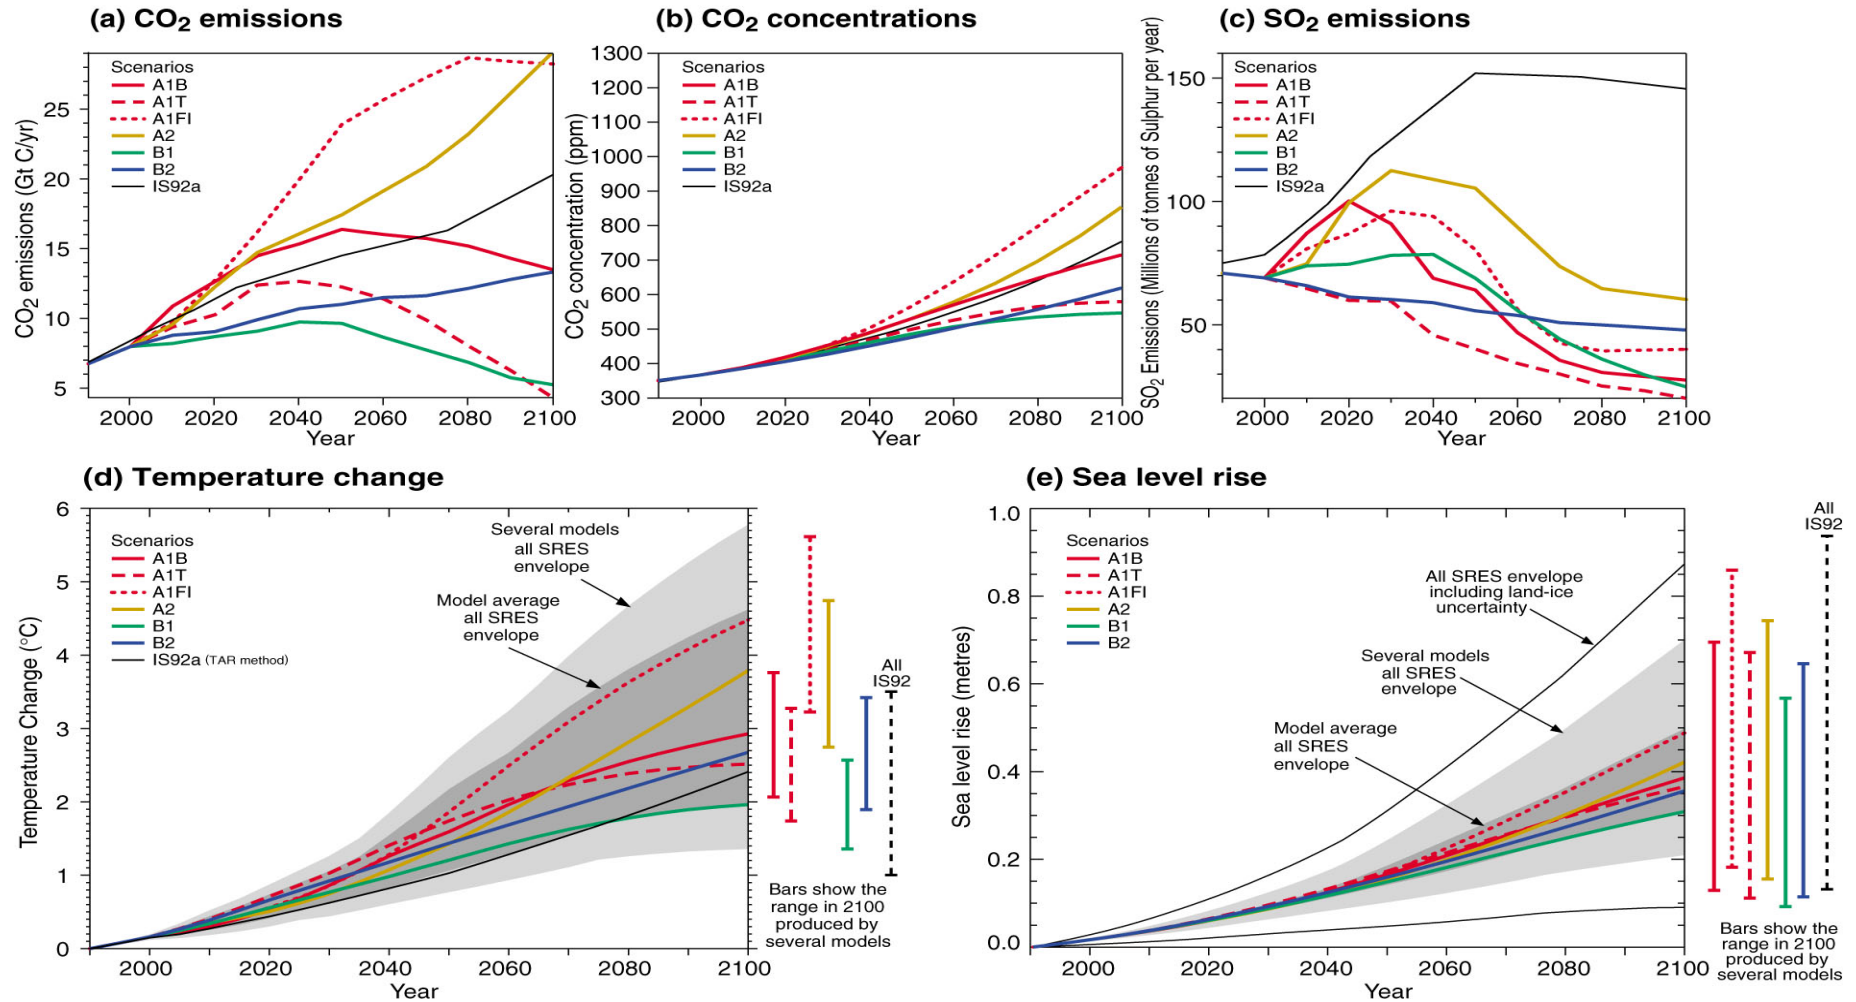 (a) CO2 emissions
CO2 emissions (Gt C/yr)
25
20
15
10
5
Scenarios
A1B
A1T
A1FI
A2
B1
B2
IS92a
2000 2020 2040 2060 2080 2100
Year
(b) CO2 concentrations
CO2 concentration (ppm)
1300
1200
1100
1000
900
800
700
600
500
400
300
Scenarios
A1B
A1T
A1FI
A2
B1
B2
IS92a
2000 2020 2040 2060 2080 2100
Year
(c) SO2 emissions
SO2 Emissions (Millions of tonnes of Sulphur per year)
150
100
50
Scenarios
A1B
A1T
A1FI
A2
B1
B2
IS92a
2000 2020 2040 2060 2080 2100
Year
(d) Temperature change
Temperature Change (°C)
6
5
4
3
2
1
0
Scenarios
A1B
A1T
A1FI
A2
B1
B2
IS92a (TAR method)
Several models
all SRES
envelope
Model average
all SRES
envelope
All
IS92
Bars show the
range in 2100
produced by
several models
2000 2020 2040 2060 2080 2100
Year
(e) Sea level rise
Sea level rise (metres)
1.0
0.8
0.6
0.4
0.2
0.0
Scenarios
A1B
A1T
A1FI
A2
B1
B2
All SRES envelope
including land-ice
uncertainty
Several models
all SRES
envelope
Model average
all SRES
envelope
All
IS92
Bars show the
range in 2100
produced by
several models
2000 2020 2040 2060 2080 2100
Year